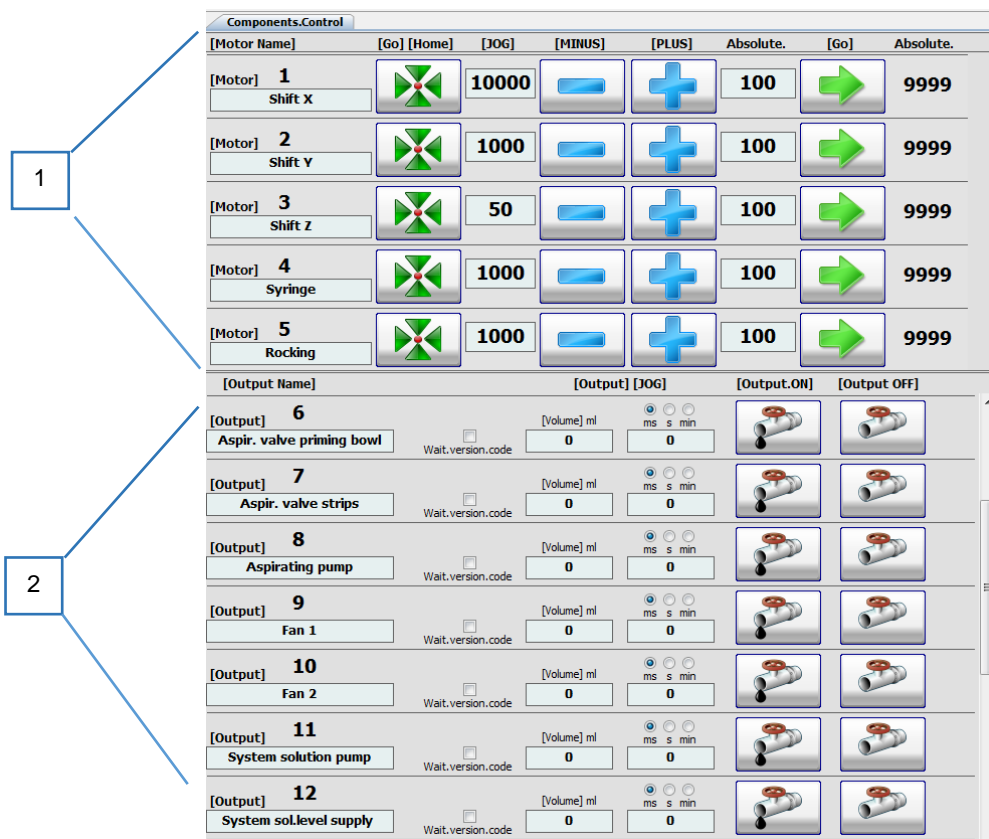 Components.Control
[Motor Name] [Go] [Home] [JOG] [MINUS] [PLUS] Absolute. [Go] Absolute.
[Motor] 1
Shift X 10000 100 9999
[Motor] 2
Shift Y 1000 100 9999
1
[Motor] 3
Shift Z 50 100 9999
[Motor] 4
Syringe 1000 100 9999
[Motor] 5
Rocking 1000 100 9999
[Output Name] [Output] [JOG] [Output.ON] [Output OFF]
[Output] 6 [Volume] ml ms s min
Aspir. valve priming bowl Wait.version.code 0 0
[Output] 7 [Volume] ml ms s min
Aspir. valve strips Wait.version.code 0 0
[Output] 8 [Volume] ml ms s min
Aspirating pump Wait.version.code 0 0
2
[Output] 9 [Volume] ml ms s min
Fan 1 Wait.version.code 0 0
[Output] 10 [Volume] ml ms s min
Fan 2 Wait.version.code 0 0
[Output] 11 [Volume] ml ms s min
System solution pump Wait.version.code 0 0
[Output] 12 [Volume] ml ms s min
System sol.level supply Wait.version.code 0 0